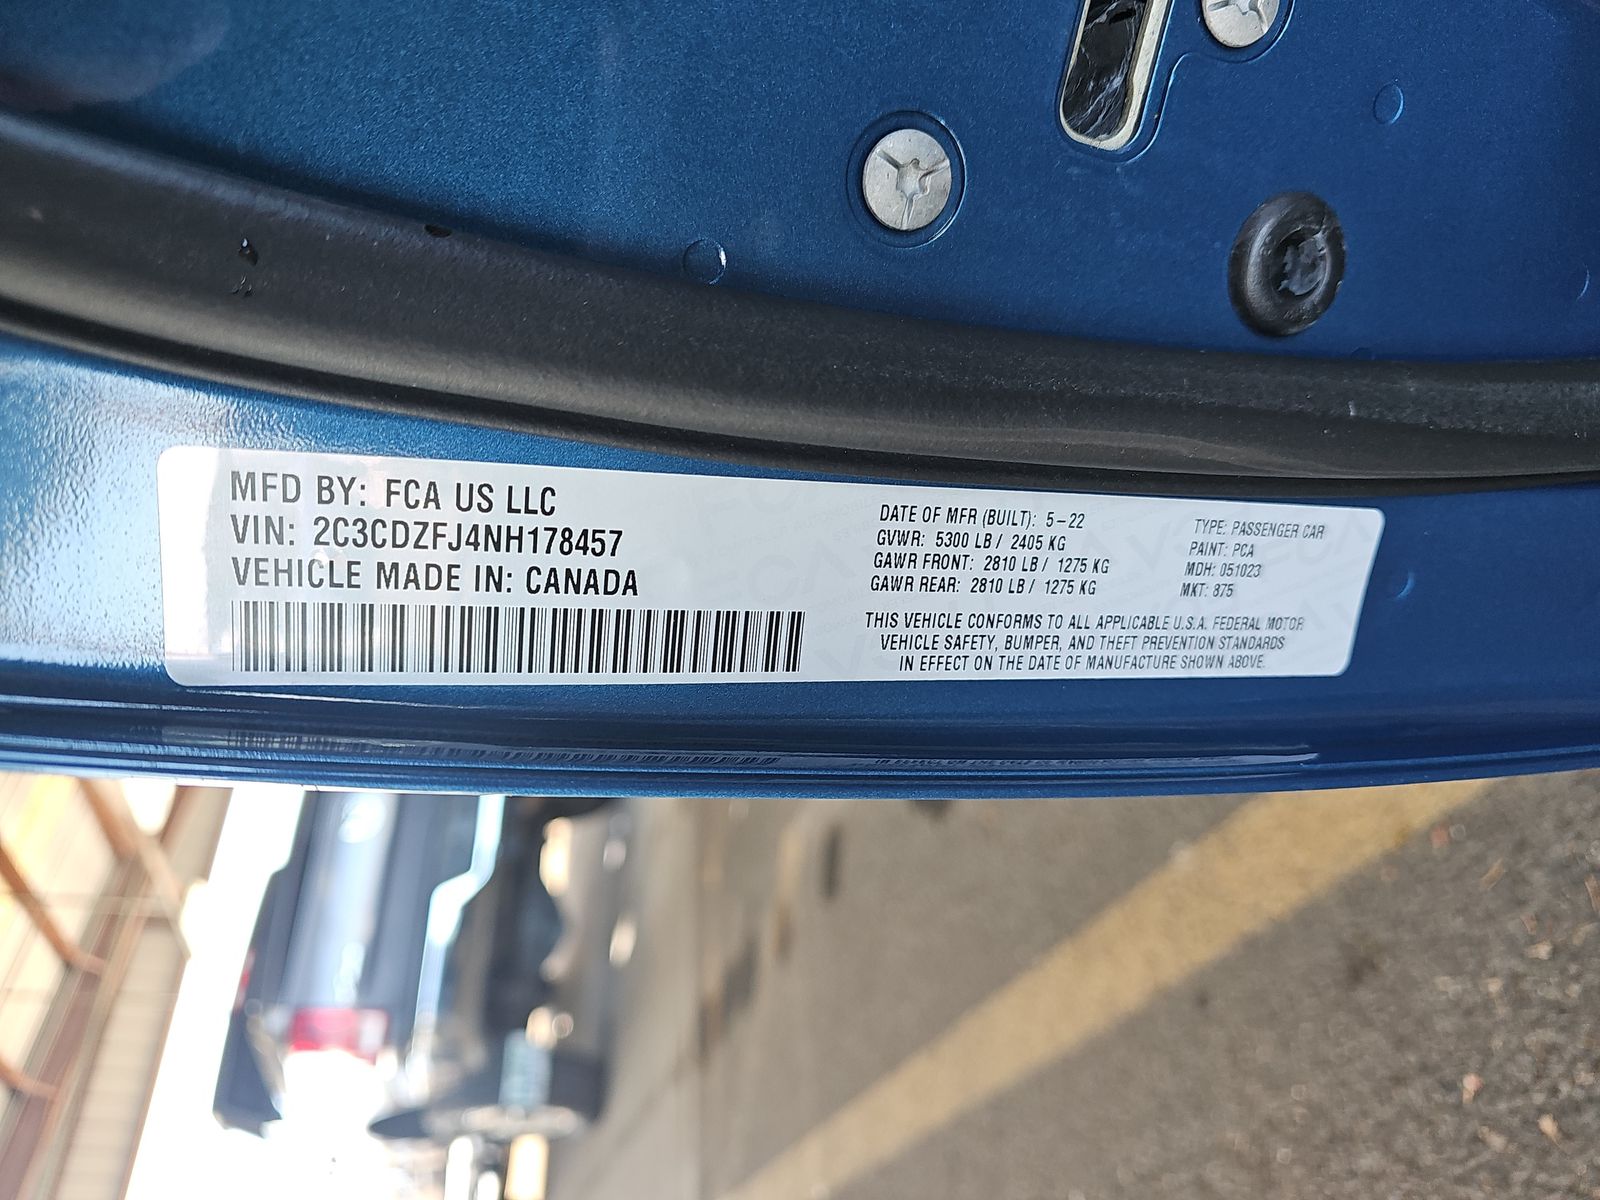 MFD BY: FCA US LLC
VIN: 2C3CDZFJ4NH178457
VEHICLE MADE IN: CANADA
DATE OF MFR (BUILT): 5-22
GVWR: 5300 LB / 2405 KG
GAWR FRONT: 2810 LB / 1275 KG
GAWR REAR: 2810 LB / 1275 KG
TYPE: PASSENGER CAR
PAINT: PCA
MDH: 051023
MKT: 875
THIS VEHICLE CONFORMS TO ALL APPLICABLE U.S.A. FEDERAL MOTOR
VEHICLE SAFETY, BUMPER, AND THEFT PREVENTION STANDARDS
IN EFFECT ON THE DATE OF MANUFACTURE SHOWN ABOVE.